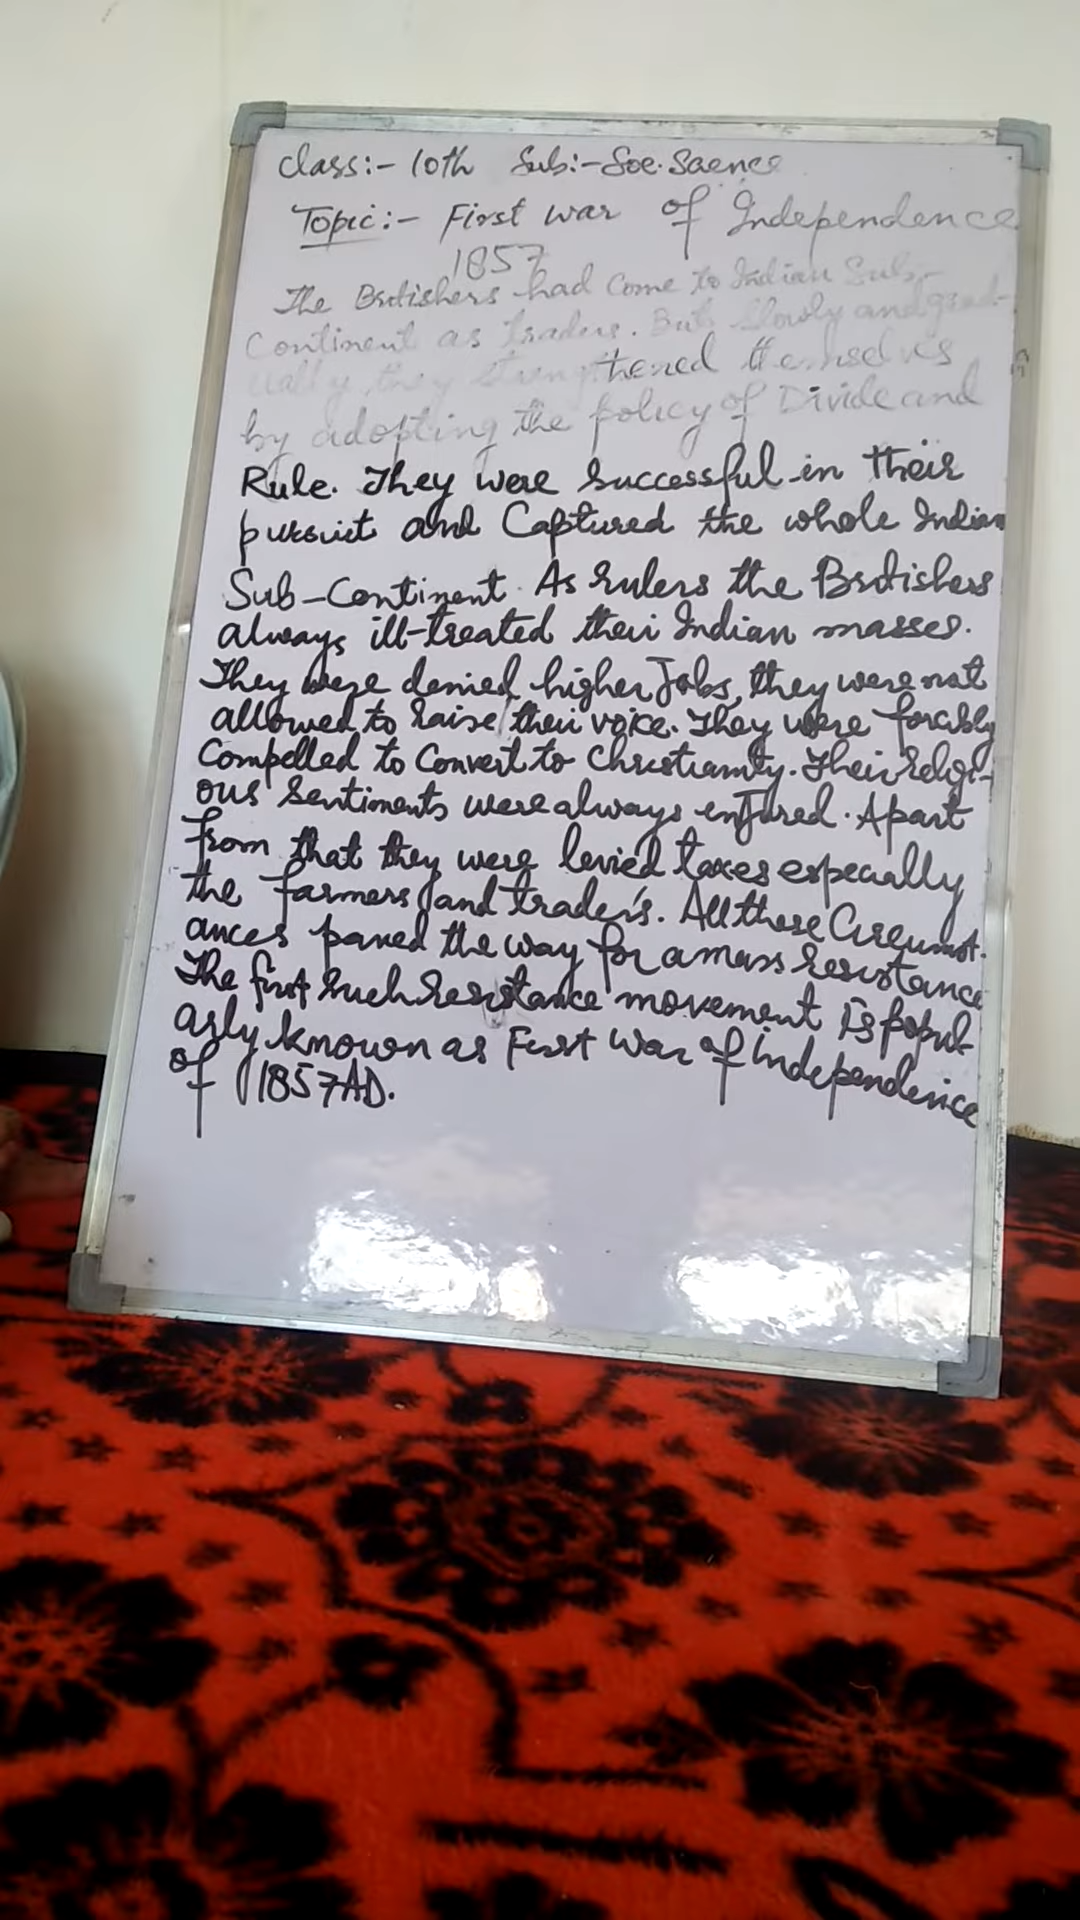 Class:- 10th Sub:- Soc. Science
Topic:- First war of Independence
1857
The Britishers had come to Indian Sub-
Continent as traders. But Slowly and grad-
ually they strengthened themselves
by adopting the policy of Divide and
Rule. They were Successful in their
pursuit and Captured the whole Indian
Sub-Continent. As rulers the Britishers
always ill-treated their Indian masses.
They were denied higher Jobs, they were not
allowed to raise their voice. They were forcibly
Compelled to Convert to Christianity. Their religi-
ous Sentiments were always enJured. Apart
from that they were levied taxes especially
the farmers and trader's. All these Circumst-
ances paved the way for a mass resistance
The first such resistance movement is popul-
arly known as First War of independence
of 1857AD.